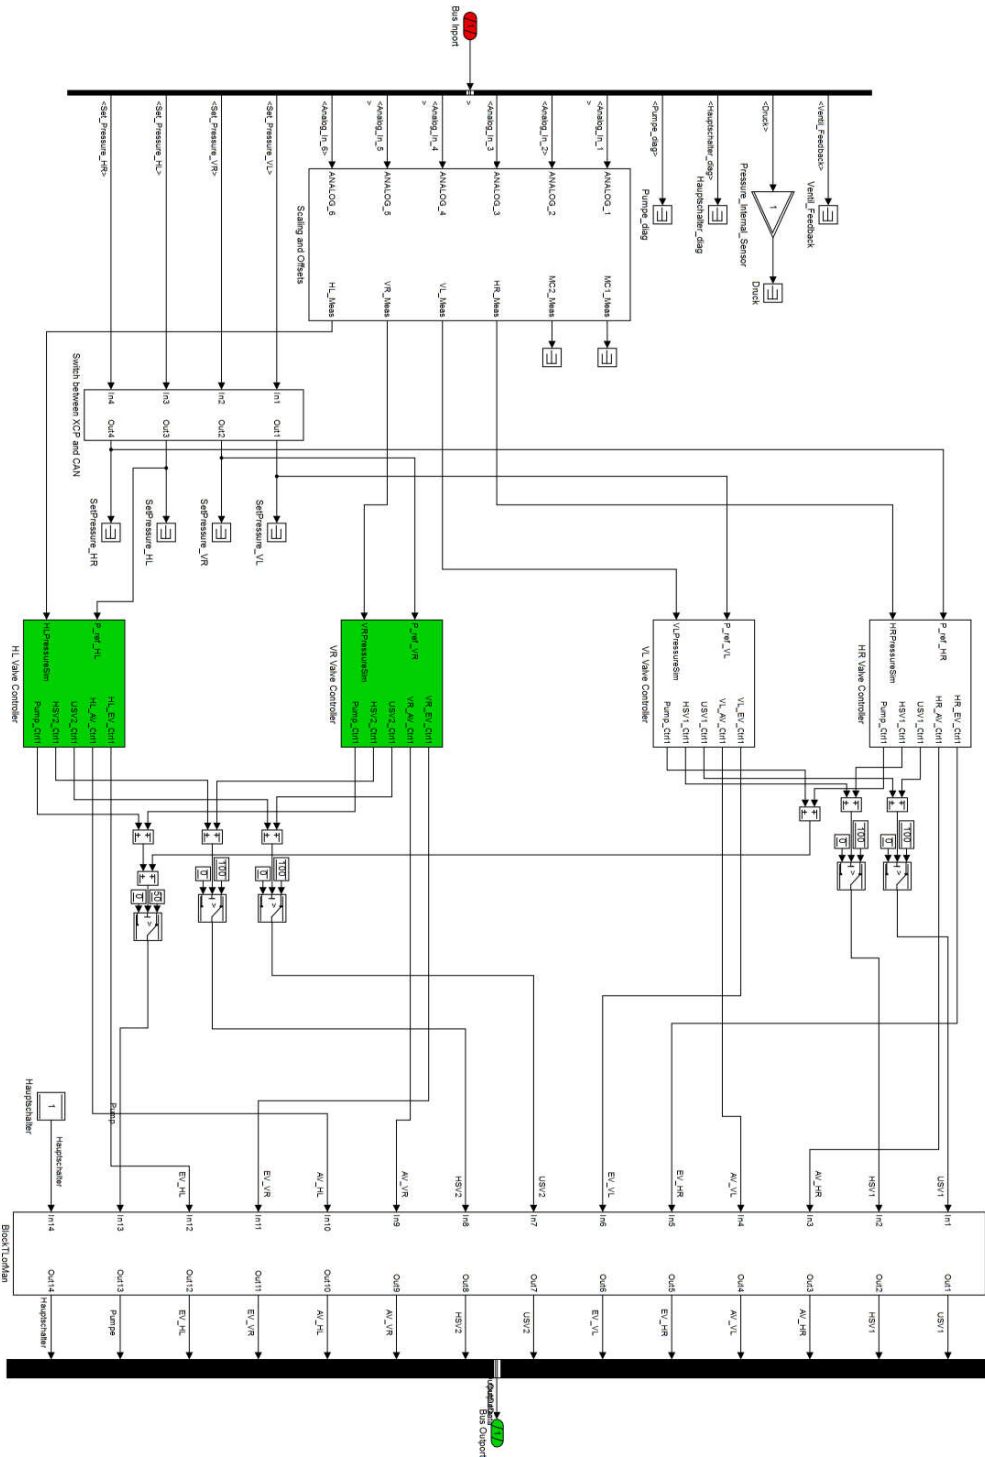 Bus Inport
<Ventil_Feedback>
Ventil_Feedback
<Druck>
1
Pressure_Internal_Sensor
Druck
<Hauptschalter_diag>
Hauptschalter_diag
<Pumpe_diag>
Pumpe_diag
<Analog_In_1
>
<Analog_In_2>
<Analog_In_3
>
<Analog_In_4
>
<Analog_In_5
>
<Analog_In_6>
<Set_Pressure_VL>
<Set_Pressure_VR>
<Set_Pressure_HL>
<Set_Pressure_HR>
ANALOG_1
ANALOG_2
ANALOG_3
ANALOG_4
ANALOG_5
ANALOG_6
MC1_Meas
MC2_Meas
HR_Meas
VL_Meas
VR_Meas
HL_Meas
Scaling and Offsets
In1
In2
In3
In4
Out1
Out2
Out3
Out4
Switch between XCP and CAN
SetPressure_VL
SetPressure_VR
SetPressure_HL
SetPressure_HR
P_ref_HR
HRPressureSim
HR_EV_Ctrl1
HR_AV_Ctrl1
USV1_Ctrl1
HSV1_Ctrl1
Pump_Ctrl1
HR Valve Controller
P_ref_VL
VLPressureSim
VL_EV_Ctrl1
VL_AV_Ctrl1
USV1_Ctrl1
HSV1_Ctrl1
Pump_Ctrl1
VL Valve Controller
P_ref_VR
VRPressureSim
VR_EV_Ctrl1
VR_AV_Ctrl1
USV2_Ctrl1
HSV2_Ctrl1
Pump_Ctrl1
VR Valve Controller
P_ref_HL
HLPressureSim
HL_EV_Ctrl1
HL_AV_Ctrl1
USV2_Ctrl1
HSV2_Ctrl1
Pump_Ctrl1
HL Valve Controller
100
0
100
0
100
0
100
0
50
0
1
Hauptschalter
Hauptschalter
Pump
USV1
HSV1
AV_HR
AV_VL
EV_HR
EV_VL
USV2
HSV2
AV_VR
AV_HL
EV_VR
EV_HL
In1
In2
In3
In4
In5
In6
In7
In8
In9
In10
In11
In12
In13
In14
Out1
Out2
Out3
Out4
Out5
Out6
Out7
Out8
Out9
Out10
Out11
Out12
Out13
Out14
BlockTLorMan
USV1
HSV1
AV_HR
AV_VL
EV_HR
EV_VL
USV2
HSV2
AV_VR
AV_HL
EV_VR
EV_HL
Pumpe
Hauptschalter
Bus Outport